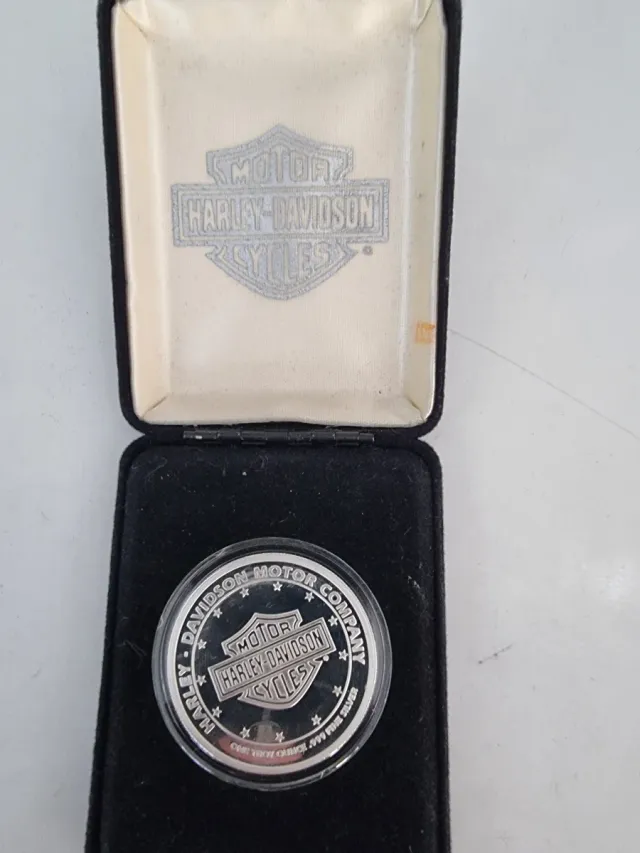 MOTOR
HARLEY-DAVIDSON
CYCLES
®
HARLEY - DAVIDSON MOTOR COMPANY
MOTOR
HARLEY-DAVIDSON
CYCLES
®
ONE TROY OUNCE .999 FINE SILVER